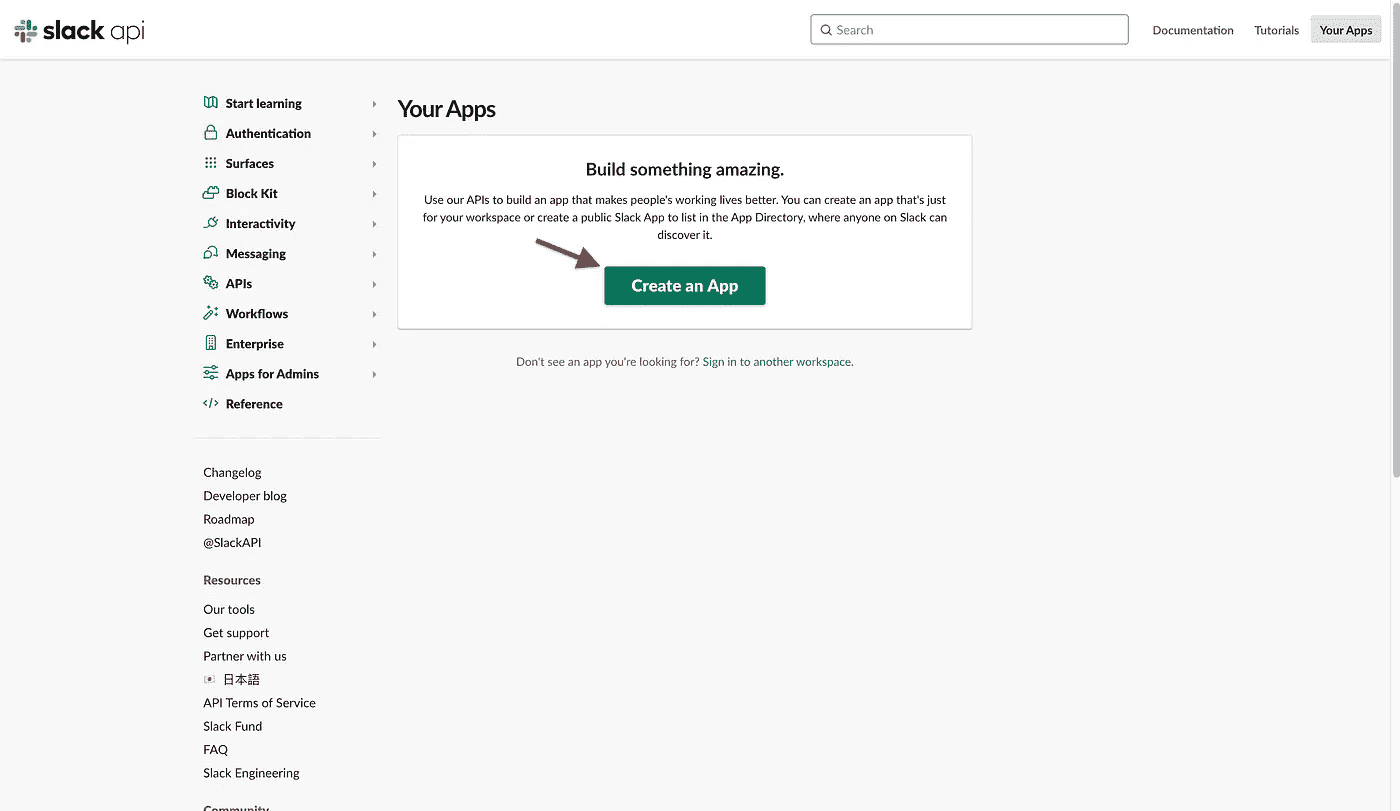 slack api
Search
Documentation
Tutorials
Your Apps
Start learning
Authentication
Surfaces
Block Kit
Interactivity
Messaging
APIs
Workflows
Enterprise
Apps for Admins
Reference
Changelog
Developer blog
Roadmap
@SlackAPI
Resources
Our tools
Get support
Partner with us
日本語
API Terms of Service
Slack Fund
FAQ
Slack Engineering
Community
Your Apps
Build something amazing.
Use our APIs to build an app that makes people's working lives better. You can create an app that's just
for your workspace or create a public Slack App to list in the App Directory, where anyone on Slack can
discover it.
Create an App
Don't see an app you're looking for? Sign in to another workspace.